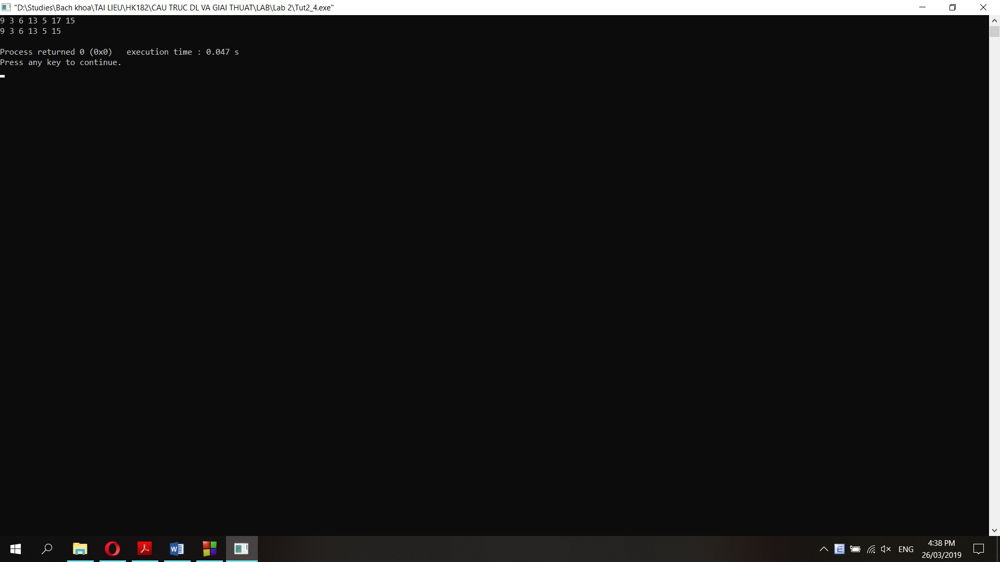 "D:\Studies\Bach khoa\TAI LIEU\HK182\CAU TRUC DL VA GIAI THUAT\LAB\Lab 2\Tut2_4.exe"
9 3 6 13 5 17 15
9 3 6 13 5 15
Process returned 0 (0x0)   execution time : 0.047 s
Press any key to continue.
ENG
4:38 PM
26/03/2019